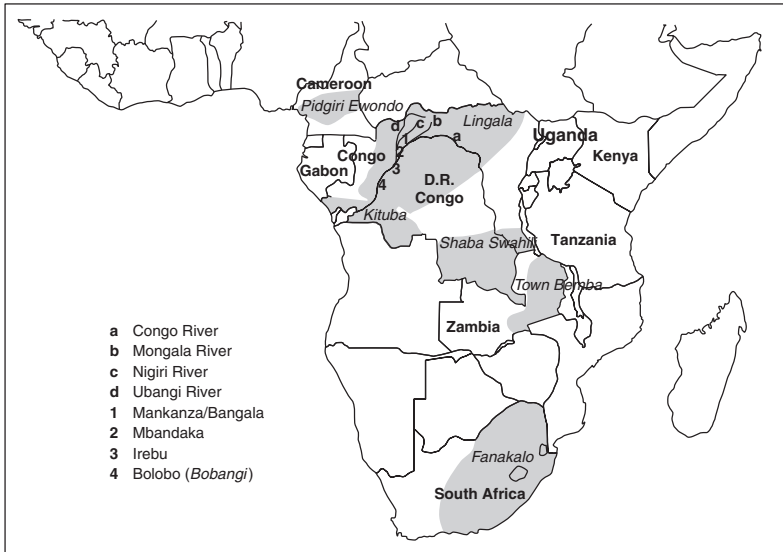 Cameroon
Pidgiri Ewondo
d
c
b
Lingala
a
1
2
3
4
Uganda
Kenya
Congo
Gabon
D.R.
Congo
Kituba
Shaba Swahili
Tanzania
Town Bemba
Zambia
a Congo River
b Mongala River
c Nigiri River
d Ubangi River
1 Mankanza/Bangala
2 Mbandaka
3 Irebu
4 Bolobo (Bobangi)
Fanakalo
South Africa